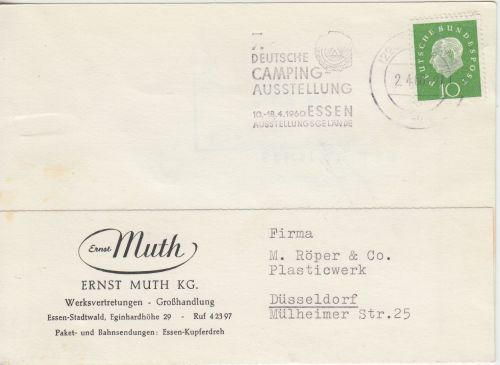 DEUTSCHE
CAMPING-
AUSSTELLUNG
10.-18.4.1960 ESSEN
AUSSTELLUNGSGELÄNDE
2.4.
DEUTSCHE BUNDESPOST
10
Ernst Muth
ERNST MUTH KG.
Werksvertretungen - Großhandlung
Essen-Stadtwald, Eginhardhöhe 29 - Ruf 42397
Paket- und Bahnsendungen: Essen-Kupferdreh
Firma
M. Röper & Co.
Plasticwerk
Düsseldorf
Mülheimer Str.25